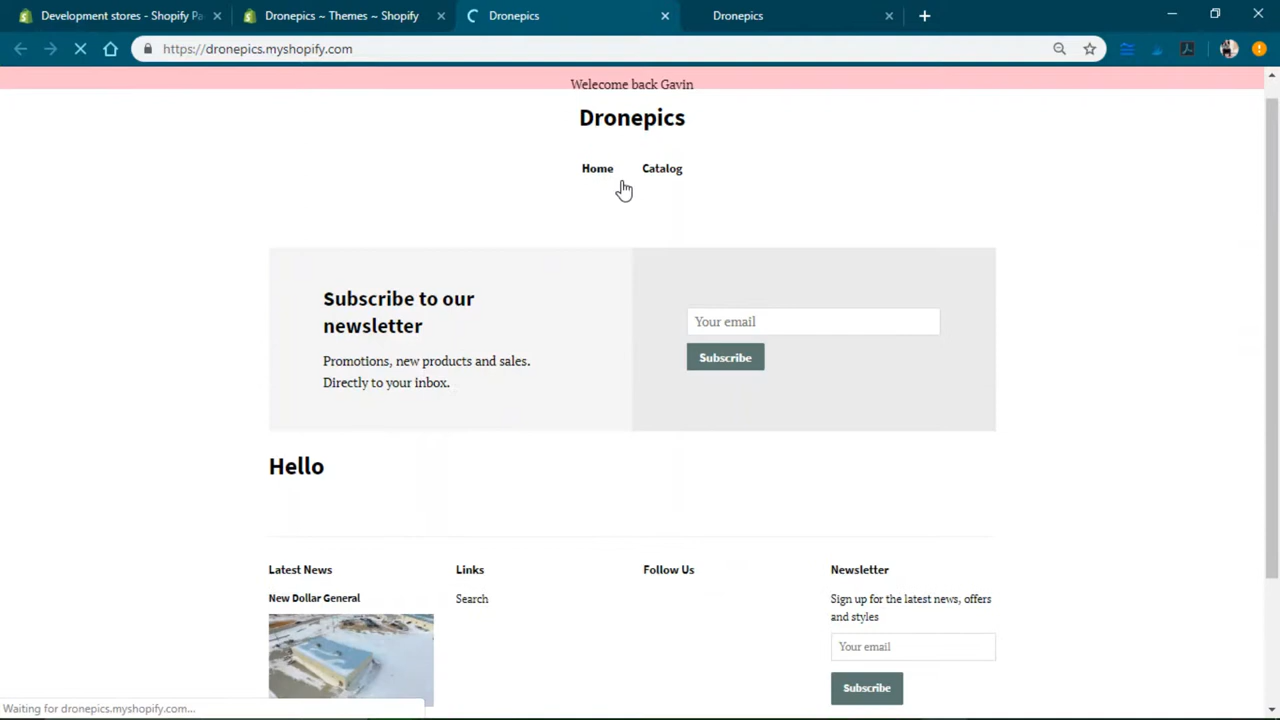 Development stores - Shopify Pa
Dronepics ~ Themes ~ Shopify
Dronepics
Dronepics
https://dronepics.myshopify.com
Welecome back Gavin
Dronepics
Home Catalog
Subscribe to our
newsletter
Promotions, new products and sales.
Directly to your inbox.
Your email
Subscribe
Hello
Latest News
New Dollar General
Links
Search
Follow Us
Newsletter
Sign up for the latest news, offers
and styles
Your email
Subscribe
Waiting for dronepics.myshopify.com...